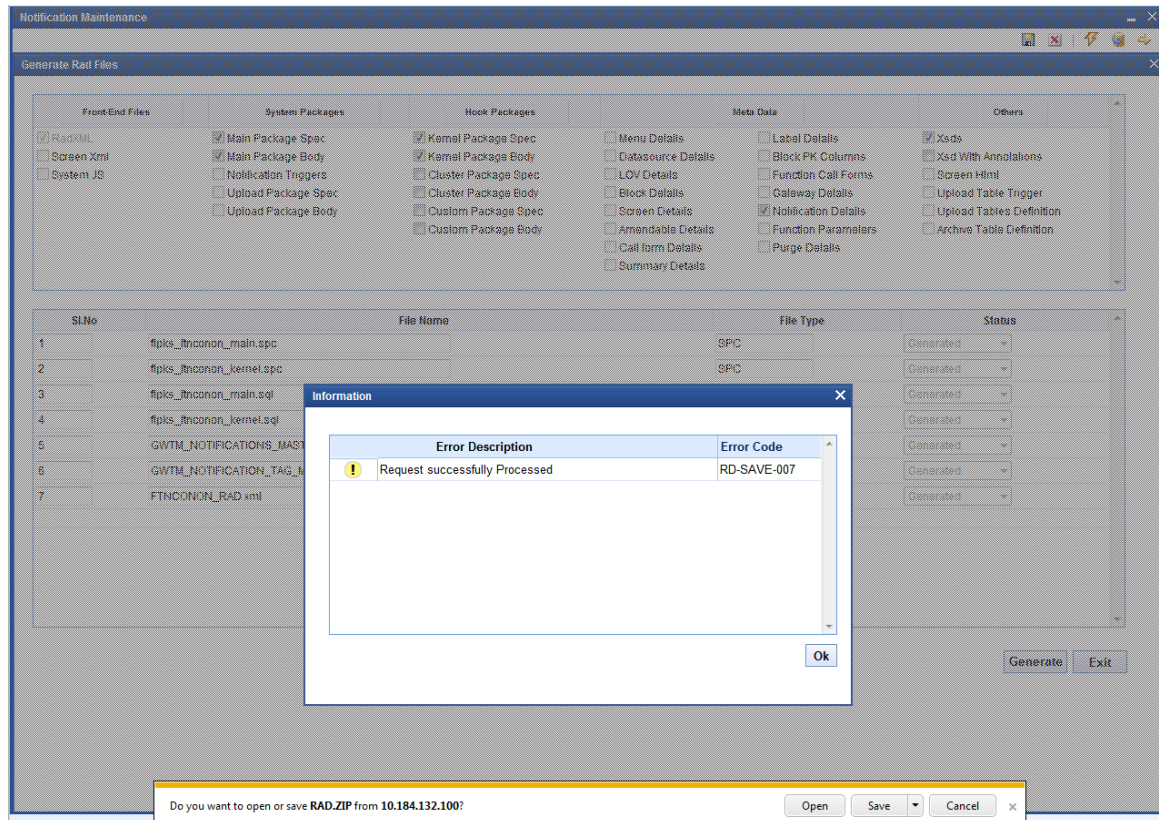 Notification Maintenance
Generate Rad Files
Front-End Files System Packages Hook Packages Meta Data Others
RadXML Main Package Spec Kernel Package Spec Menu Details Label Details Xsds
Screen Xml Main Package Body Kernel Package Body Datasource Details Block PK Columns Xsd With Annotations
System JS Notification Triggers Cluster Package Spec LOV Details Function Call Forms Screen Html
Upload Package Spec Cluster Package Body Block Details Gateway Details Upload Table Trigger
Upload Package Body Custom Package Spec Screen Details Notification Details Upload Tables Definition
Custom Package Body Amendable Details Function Parameters Archive Table Definition
Call form Details Purge Details
Summary Details
Sl.No File Name File Type Status
1 flpks_ftnconon_main.spc SPC Generated
2 flpks_ftnconon_kernel.spc SPC Generated
3 flpks_ftnconon_main.sql Generated
4 flpks_ftnconon_kernel.sql Generated
5 GWTM_NOTIFICATIONS_MAST Generated
6 GWTM_NOTIFICATION_TAG_M Generated
7 FTNCONON_RAD.xml Generated
Information
Error Description Error Code
Request successfully Processed RD-SAVE-007
Ok
Generate Exit
Do you want to open or save RAD.ZIP from 10.184.132.100? Open Save Cancel